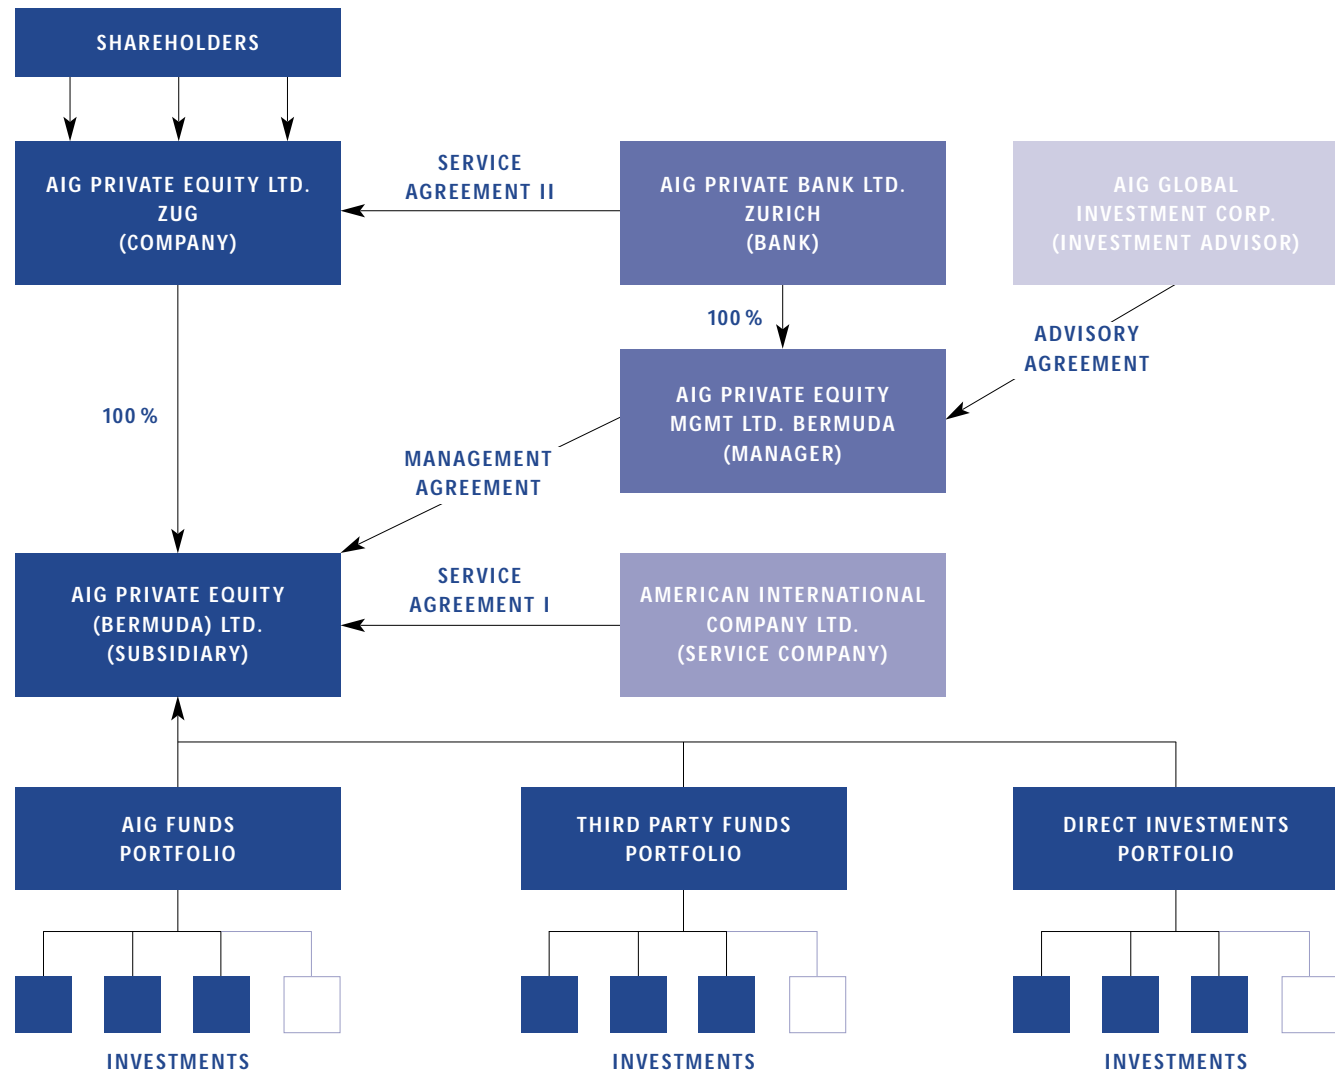 SHAREHOLDERS
AIG PRIVATE EQUITY LTD.
ZUG
(COMPANY)
SERVICE
AGREEMENT II
AIG PRIVATE BANK LTD.
ZURICH
(BANK)
AIG GLOBAL
INVESTMENT CORP.
(INVESTMENT ADVISOR)
100 %
ADVISORY
AGREEMENT
AIG PRIVATE EQUITY
MGMT LTD. BERMUDA
(MANAGER)
100 %
MANAGEMENT
AGREEMENT
AIG PRIVATE EQUITY
(BERMUDA) LTD.
(SUBSIDIARY)
SERVICE
AGREEMENT I
AMERICAN INTERNATIONAL
COMPANY LTD.
(SERVICE COMPANY)
AIG FUNDS
PORTFOLIO
THIRD PARTY FUNDS
PORTFOLIO
DIRECT INVESTMENTS
PORTFOLIO
INVESTMENTS
INVESTMENTS
INVESTMENTS